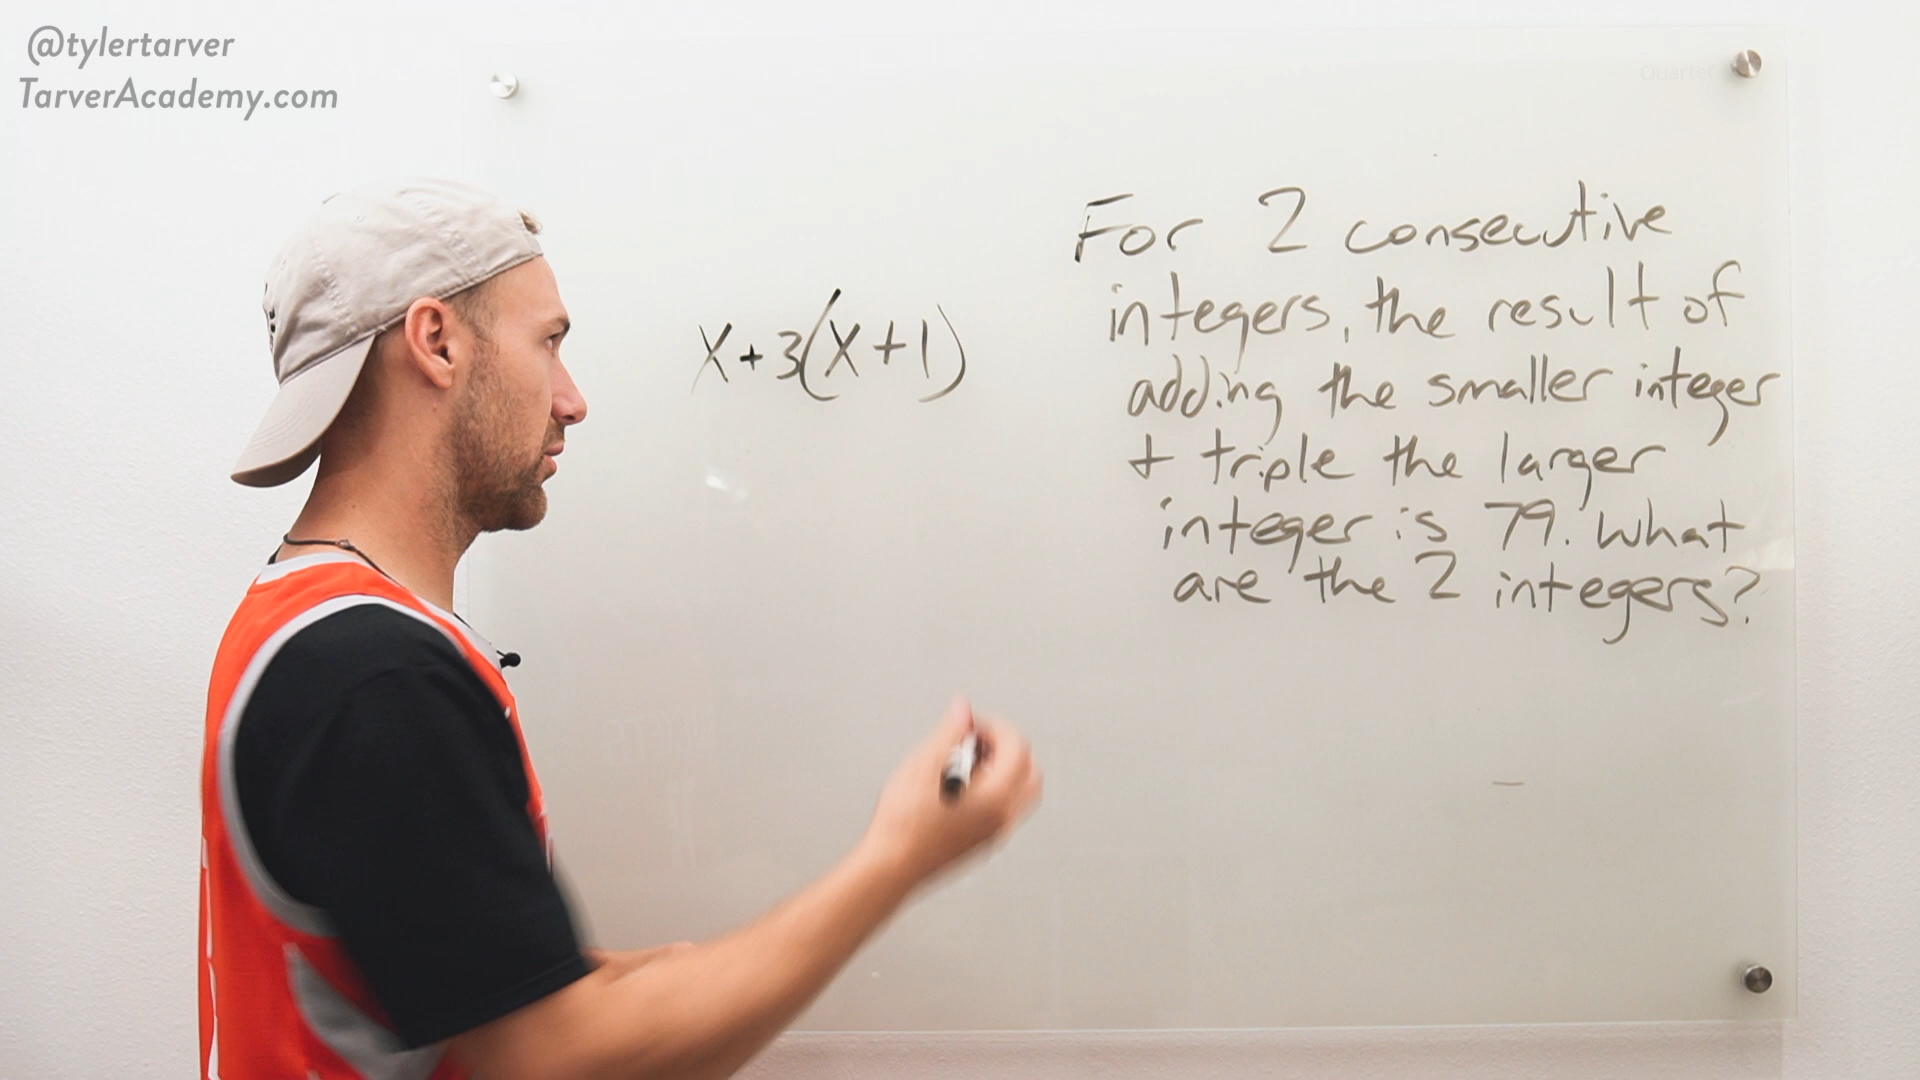 @tylertarver
TarverAcademy.com
Quartet
For 2 consecutive
integers, the result of
adding the smaller integer
+ triple the larger
integer is 79. What
are the 2 integers?
x+3(x+1)